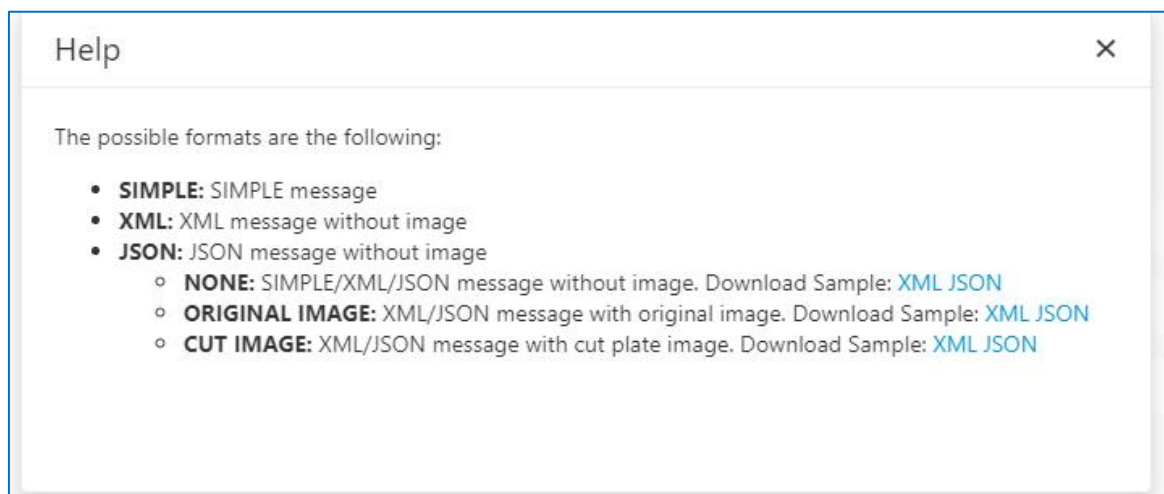 Help
The possible formats are the following:
• SIMPLE: SIMPLE message
• XML: XML message without image
• JSON: JSON message without image
◦ NONE: SIMPLE/XML/JSON message without image. Download Sample: XML JSON
◦ ORIGINAL IMAGE: XML/JSON message with original image. Download Sample: XML JSON
◦ CUT IMAGE: XML/JSON message with cut plate image. Download Sample: XML JSON